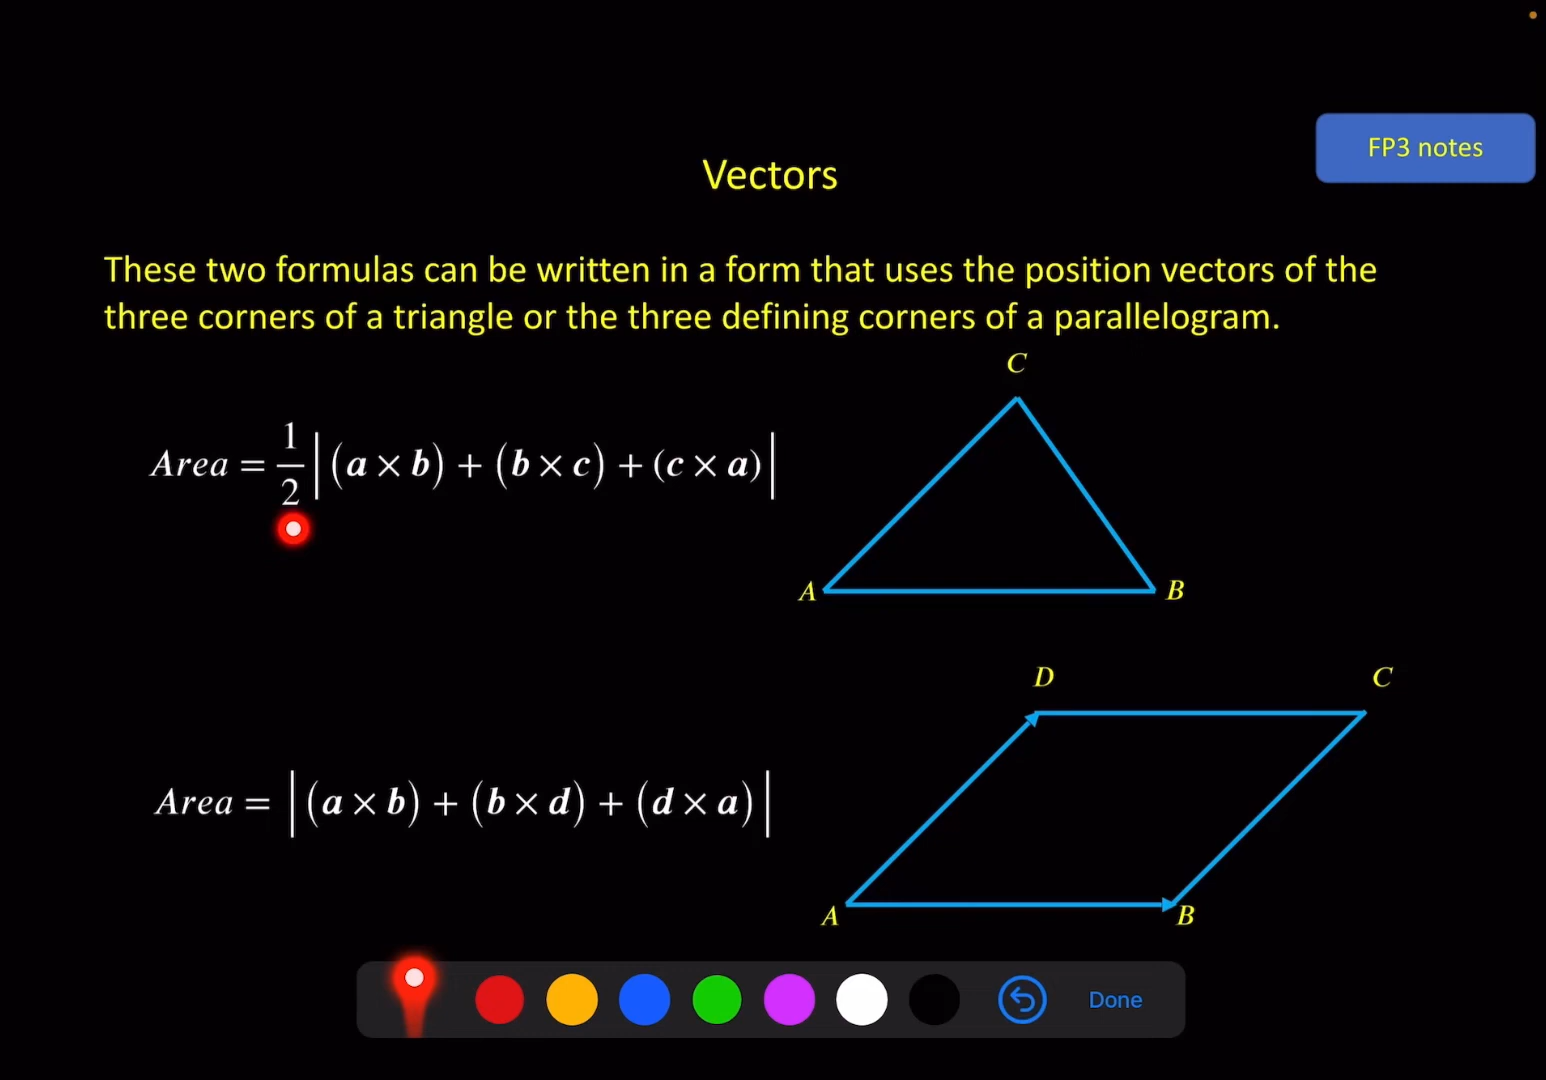 FP3 notes
Vectors
These two formulas can be written in a form that uses the position vectors of the
three corners of a triangle or the three defining corners of a parallelogram.
C
Area = 1/2 |(a × b) + (b × c) + (c × a)|
A
B
D
C
Area = |(a × b) + (b × d) + (d × a)|
A
B
Done